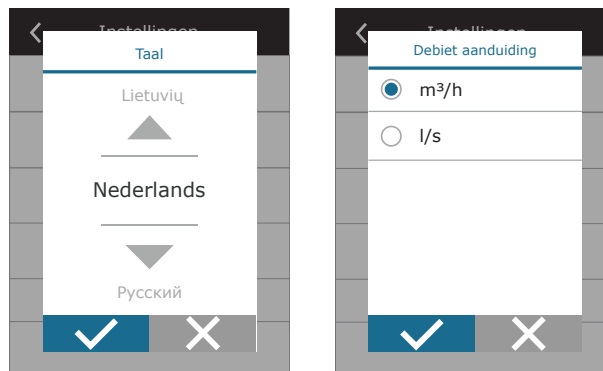 Instellingen
Taal
Lietuvių
Nederlands
Русский
Instellingen
Debiet aanduiding
m³/h
l/s